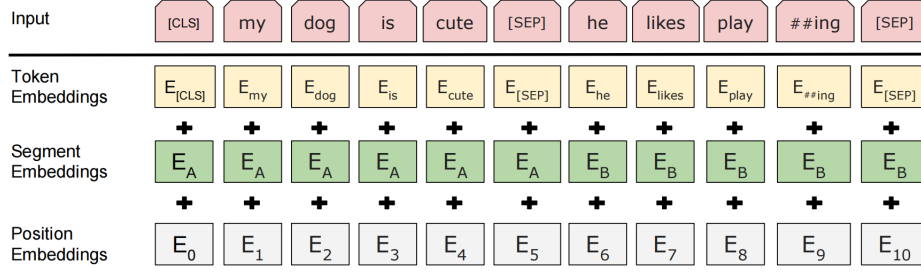 Input [CLS] my dog is cute [SEP] he likes play ##ing [SEP]
Token
Embeddings E[CLS] Emy Edog Eis Ecute E[SEP] Ehe Elikes Eplay E##ing E[SEP]
+ + + + + + + + + + +
Segment
Embeddings EA EA EA EA EA EA EB EB EB EB EB
+ + + + + + + + + + +
Position
Embeddings E0 E1 E2 E3 E4 E5 E6 E7 E8 E9 E10